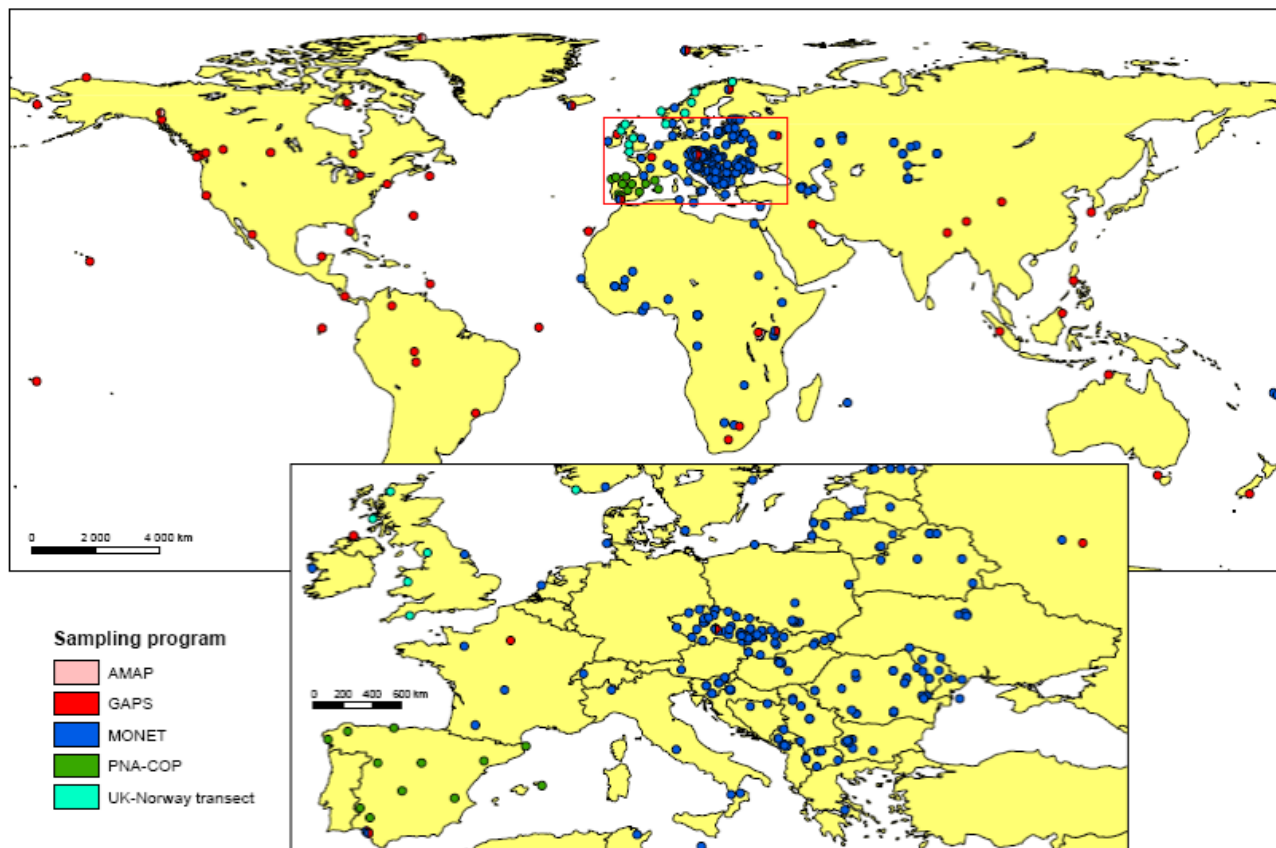 0 2 000 4 000 km
0 200 400 600 km
Sampling program
AMAP
GAPS
MONET
PNA-COP
UK-Norway transect